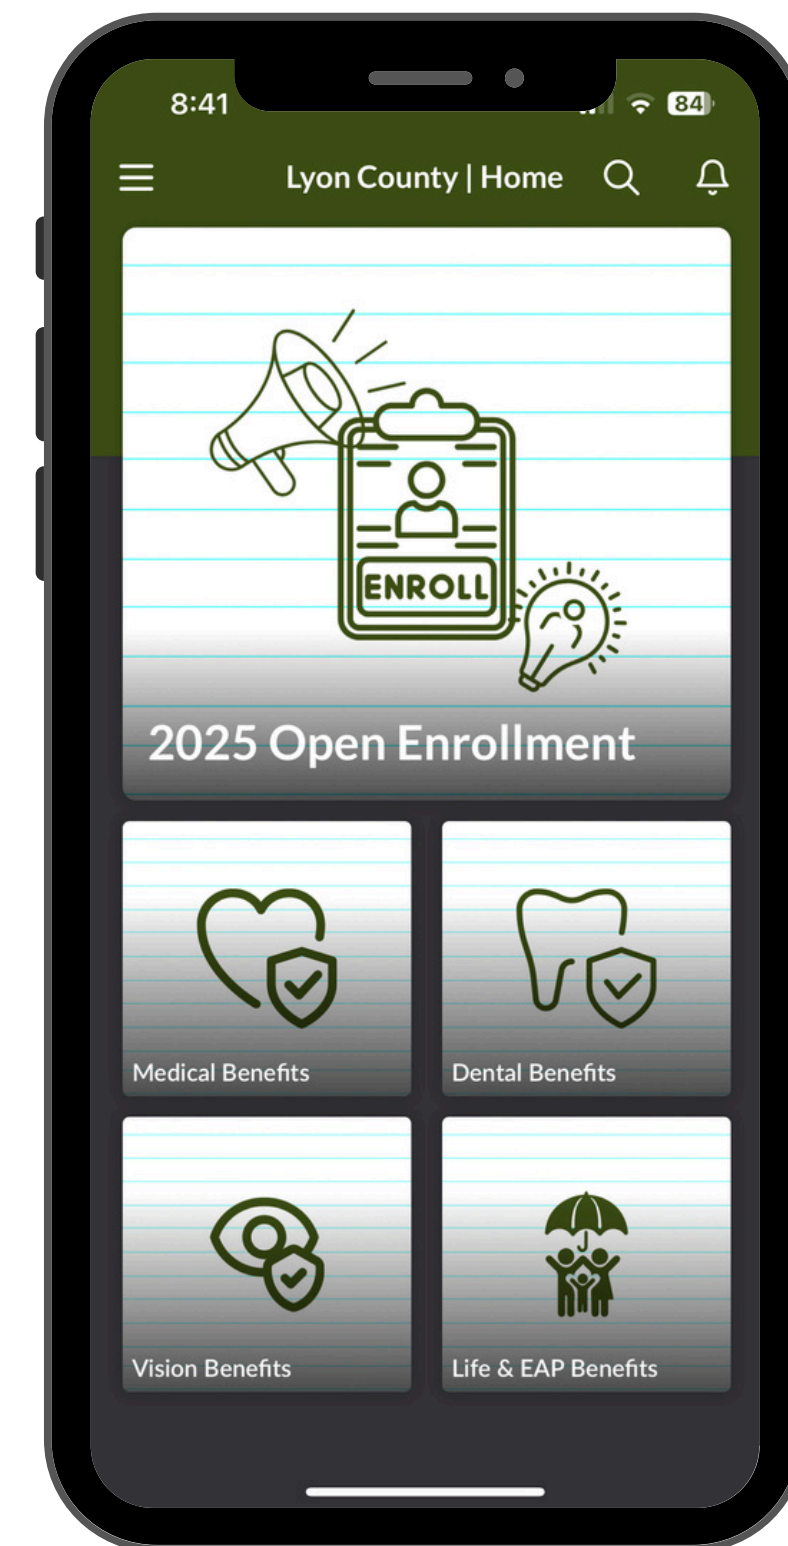 8:41
84
Lyon County | Home
ENROLL
2025 Open Enrollment
Medical Benefits
Dental Benefits
Vision Benefits
Life & EAP Benefits